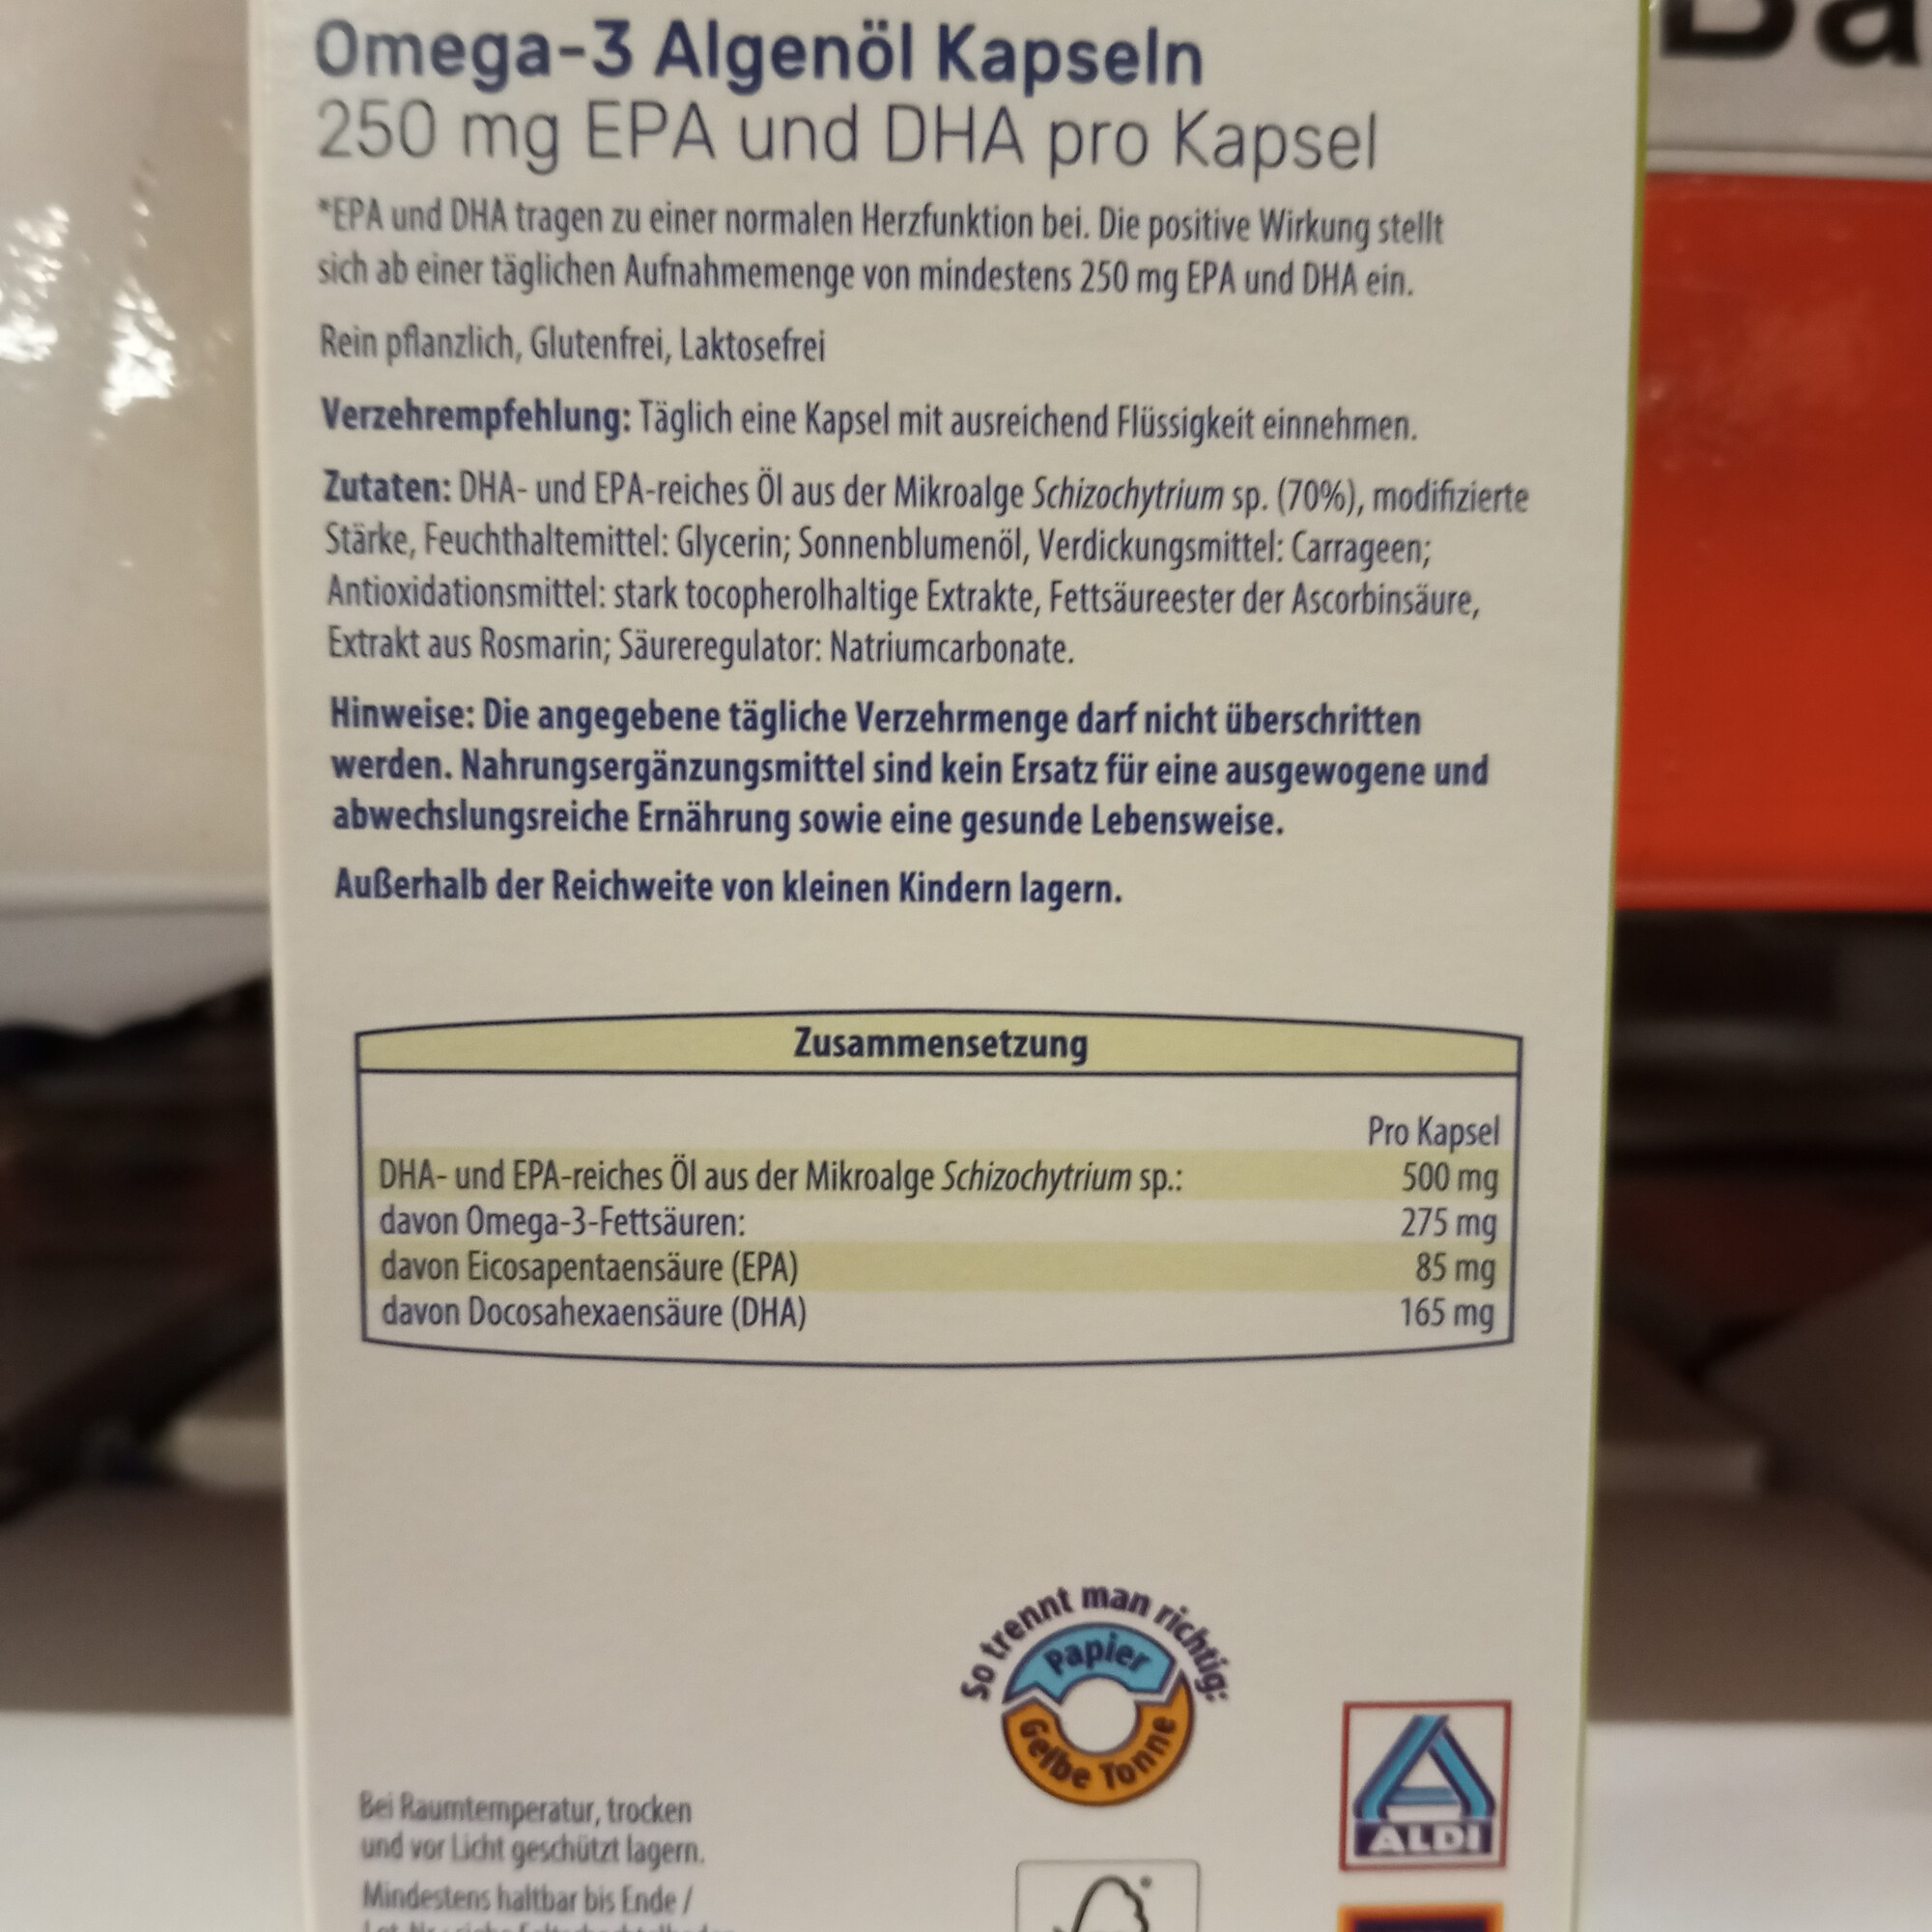 Omega-3 Algenöl Kapseln
250 mg EPA und DHA pro Kapsel
*EPA und DHA tragen zu einer normalen Herzfunktion bei. Die positive Wirkung stellt
sich ab einer täglichen Aufnahmemenge von mindestens 250 mg EPA und DHA ein.
Rein pflanzlich, Glutenfrei, Laktosefrei
Verzehrempfehlung: Täglich eine Kapsel mit ausreichend Flüssigkeit einnehmen.
Zutaten: DHA- und EPA-reiches Öl aus der Mikroalge Schizochytrium sp. (70%), modifizierte
Stärke, Feuchthaltemittel: Glycerin; Sonnenblumenöl, Verdickungsmittel: Carrageen;
Antioxidationsmittel: stark tocopherolhaltige Extrakte, Fettsäureester der Ascorbinsäure,
Extrakt aus Rosmarin; Säureregulator: Natriumcarbonate.
Hinweise: Die angegebene tägliche Verzehrmenge darf nicht überschritten
werden. Nahrungsergänzungsmittel sind kein Ersatz für eine ausgewogene und
abwechslungsreiche Ernährung sowie eine gesunde Lebensweise.
Außerhalb der Reichweite von kleinen Kindern lagern.
Zusammensetzung
Pro Kapsel
DHA- und EPA-reiches Öl aus der Mikroalge Schizochytrium sp.: 500 mg
davon Omega-3-Fettsäuren: 275 mg
davon Eicosapentaensäure (EPA) 85 mg
davon Docosahexaensäure (DHA) 165 mg
So trennt man richtig:
Papier
Gelbe Tonne
ALDI
Bei Raumtemperatur, trocken
und vor Licht geschützt lagern.
Mindestens haltbar bis Ende /
Ba